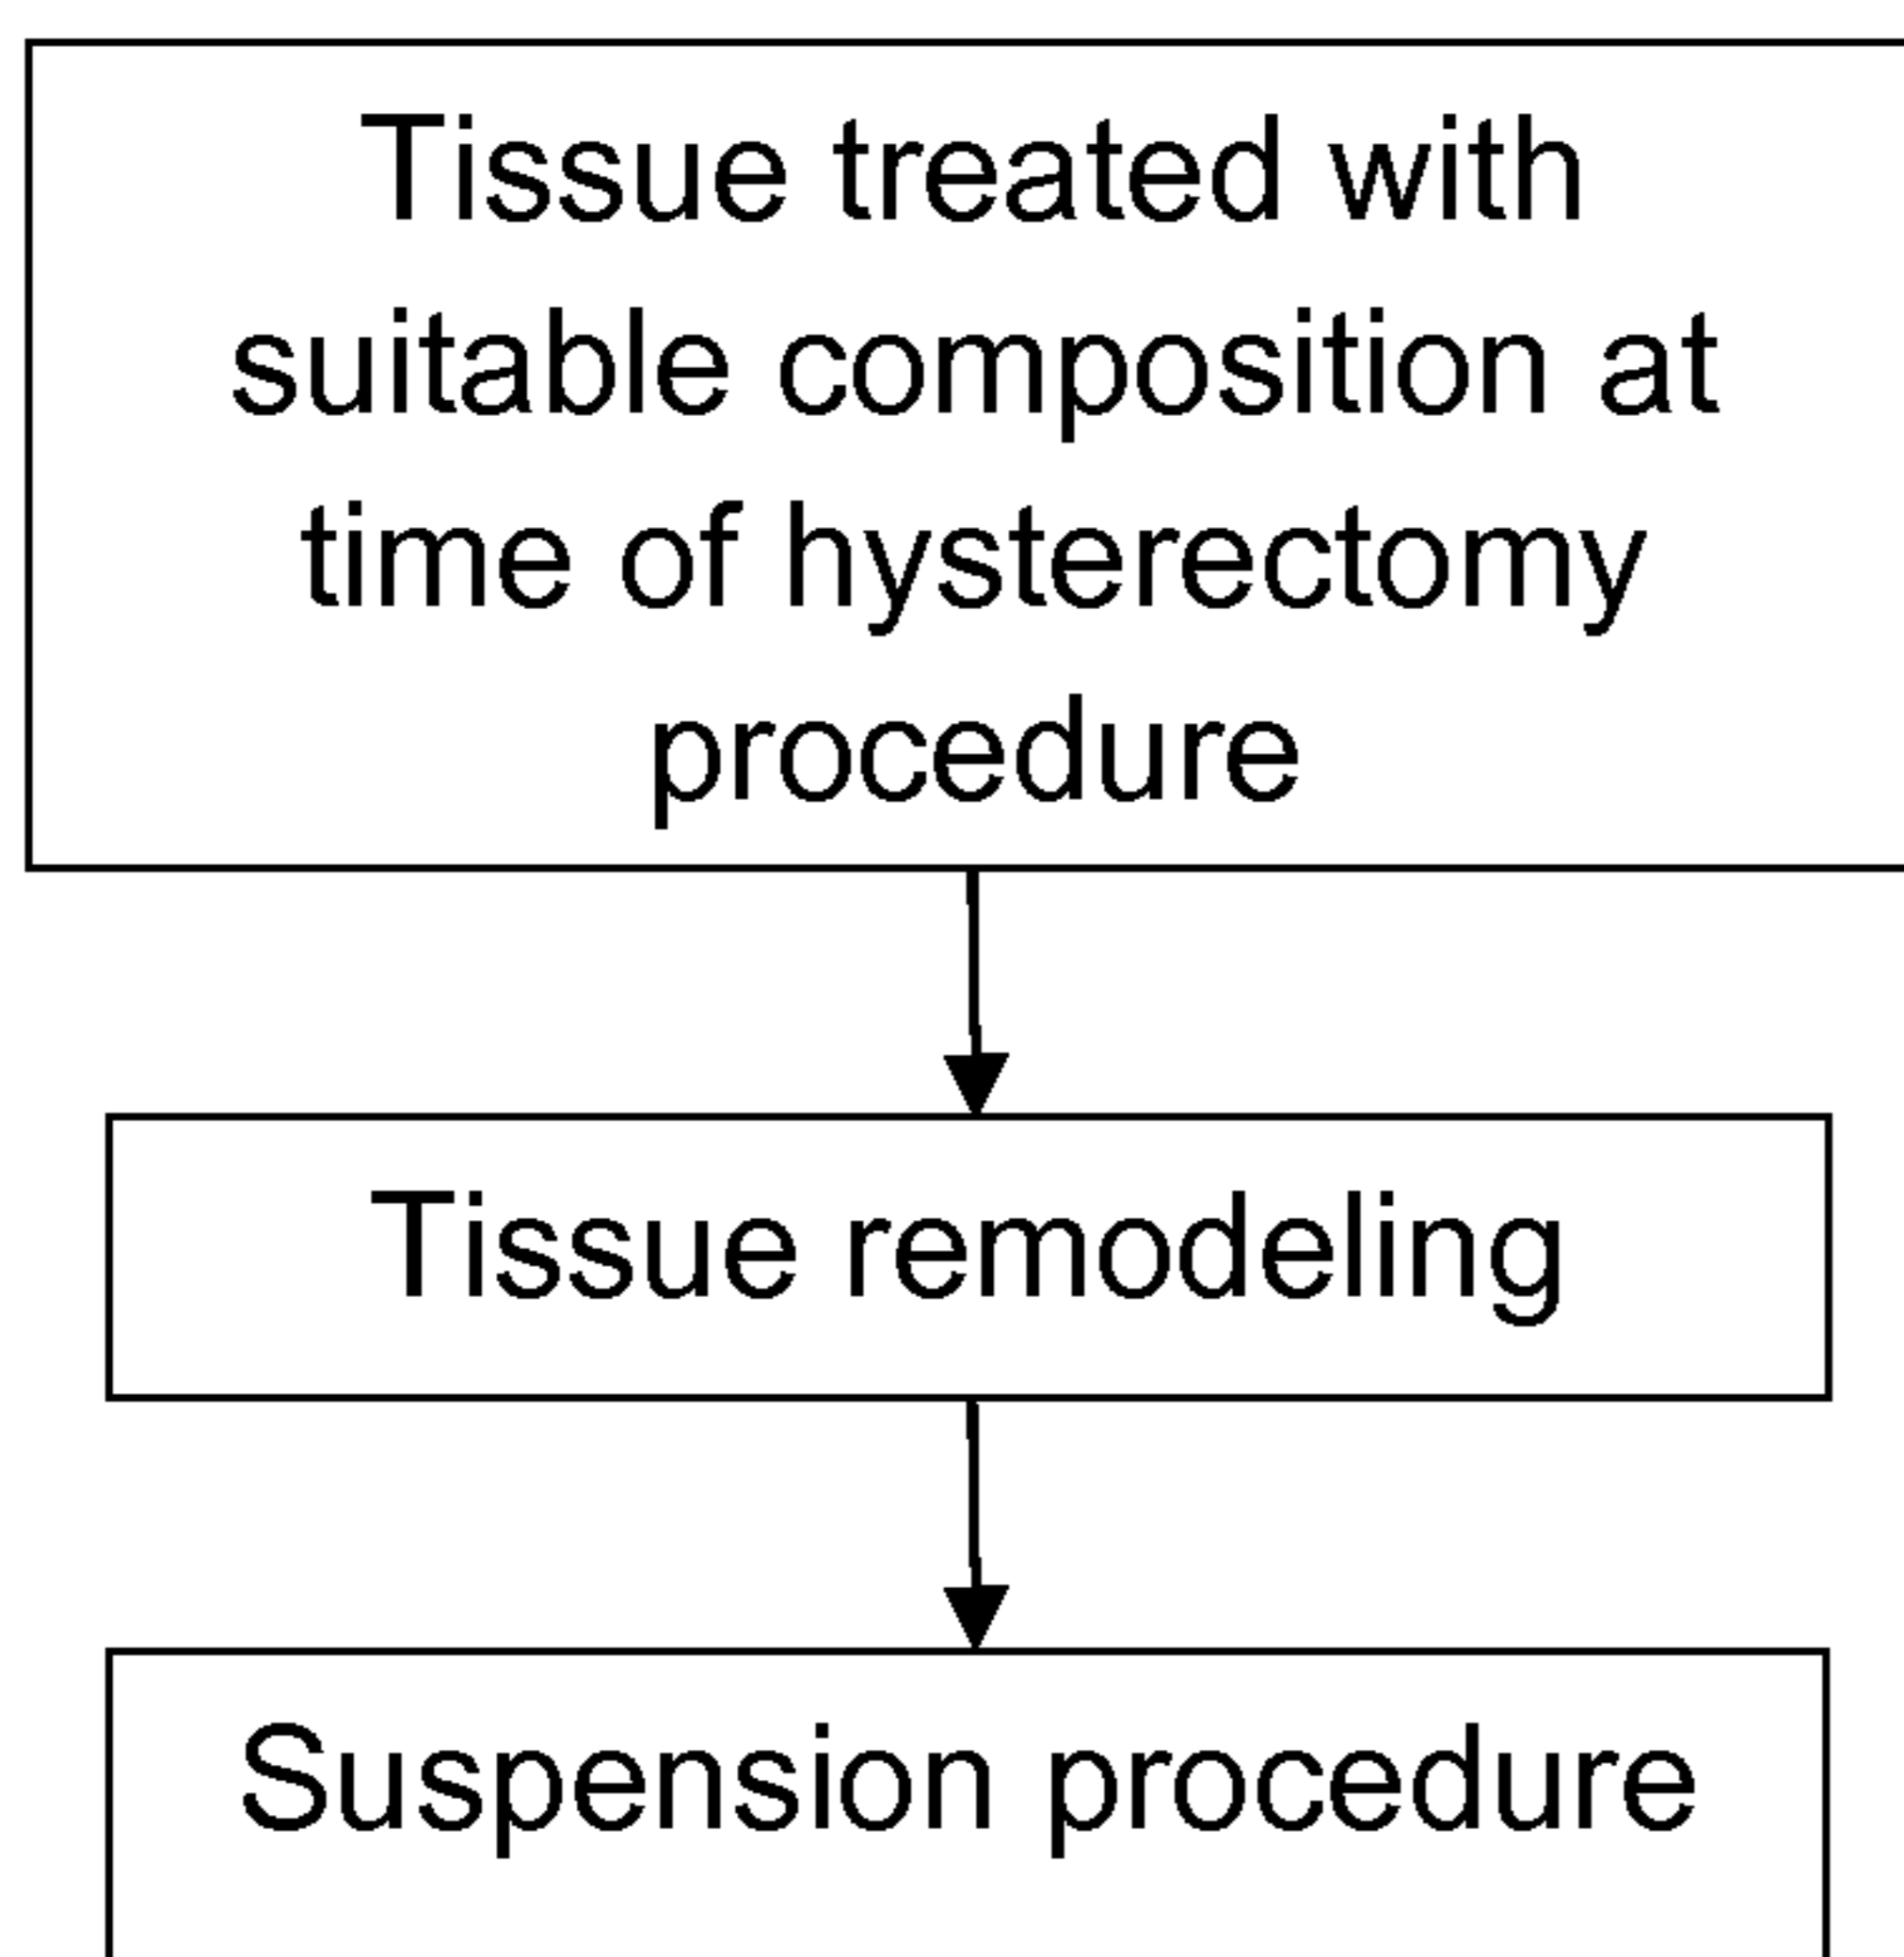 Tissue treated with
suitable composition at
time of hysterectomy
procedure
Tissue remodeling
Suspension procedure